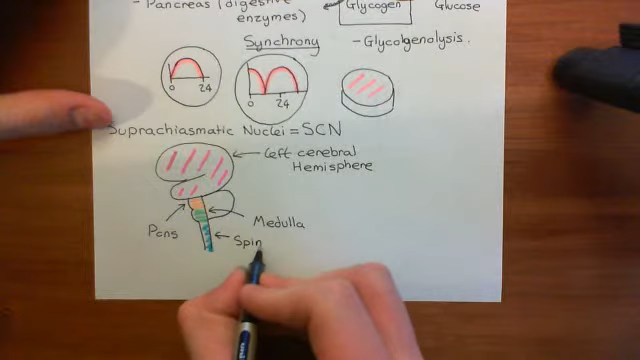 - Pancreas (digestive
enzymes)
Glycogen
Glucose
Synchrony
- Glycolgenolysis.
0 24
0 24
Suprachiasmatic Nuclei = SCN
Left cerebral
Hemisphere
Pons
Medulla
Spin